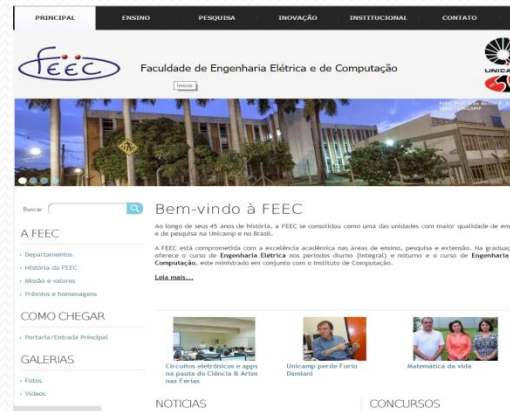 PRINCIPAL ENSINO PESQUISA INOVAÇÃO INSTITUCIONAL CONTATO
FEEC
Faculdade de Engenharia Elétrica e de Computação
Início
Buscar
Bem-vindo à FEEC
Ao longo de seus 45 anos de história, a FEEC se consolidou como uma das unidades com maior qualidade de
e de pesquisa na Unicamp e no Brasil.
A FEEC está comprometida com a excelência acadêmica nas áreas de ensino, pesquisa e extensão. Na
oferece o curso de Engenharia Elétrica nos períodos diurno (integral) e noturno e o curso de Engenharia
Computação, este ministrado em conjunto com o Instituto de Computação.
Leia mais...
A FEEC
Departamentos
História da FEEC
Missão e valores
Prêmios e homenagens
COMO CHEGAR
Portaria/Entrada Principal
GALERIAS
Fotos
Vídeos
Circuitos eletrônicos e apps
na pauta do Ciência & Artes
nas Férias
Unicamp perde Furio
Damiani
Matemática da vida
NOTICIAS
CONCURSOS